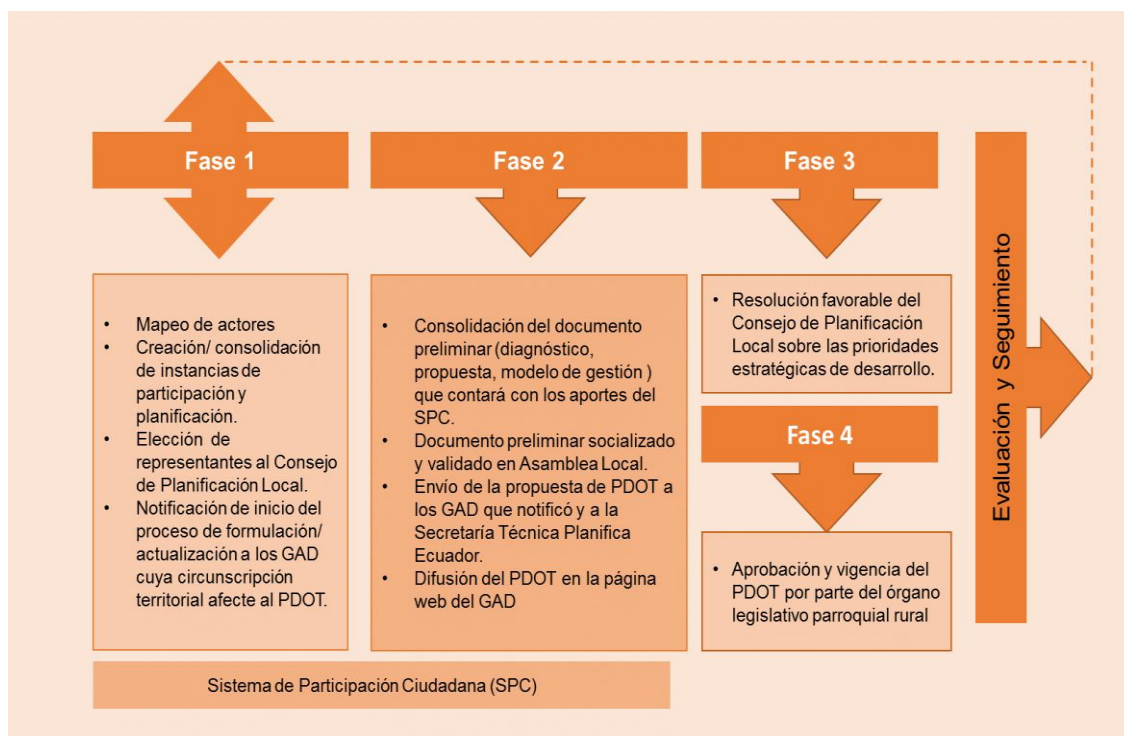 Fase 1
• Mapeo de actores
• Creación/ consolidación
de instancias de
participación y
planificación.
• Elección de
representantes al Consejo
de Planificación Local.
• Notificación de inicio del
proceso de formulación/
actualización a los GAD
cuya circunscripción
territorial afecte al PDOT.
Fase 2
• Consolidación del documento
preliminar (diagnóstico,
propuesta, modelo de gestión )
que contará con los aportes del
SPC.
• Documento preliminar socializado
y validado en Asamblea Local.
• Envío de la propuesta de PDOT a
los GAD que notificó y a la
Secretaría Técnica Planifica
Ecuador.
• Difusión del PDOT en la página
web del GAD
Fase 3
• Resolución favorable del
Consejo de Planificación
Local sobre las prioridades
estratégicas de desarrollo.
Fase 4
• Aprobación y vigencia del
PDOT por parte del órgano
legislativo parroquial rural
Evaluación y Seguimiento
Sistema de Participación Ciudadana (SPC)